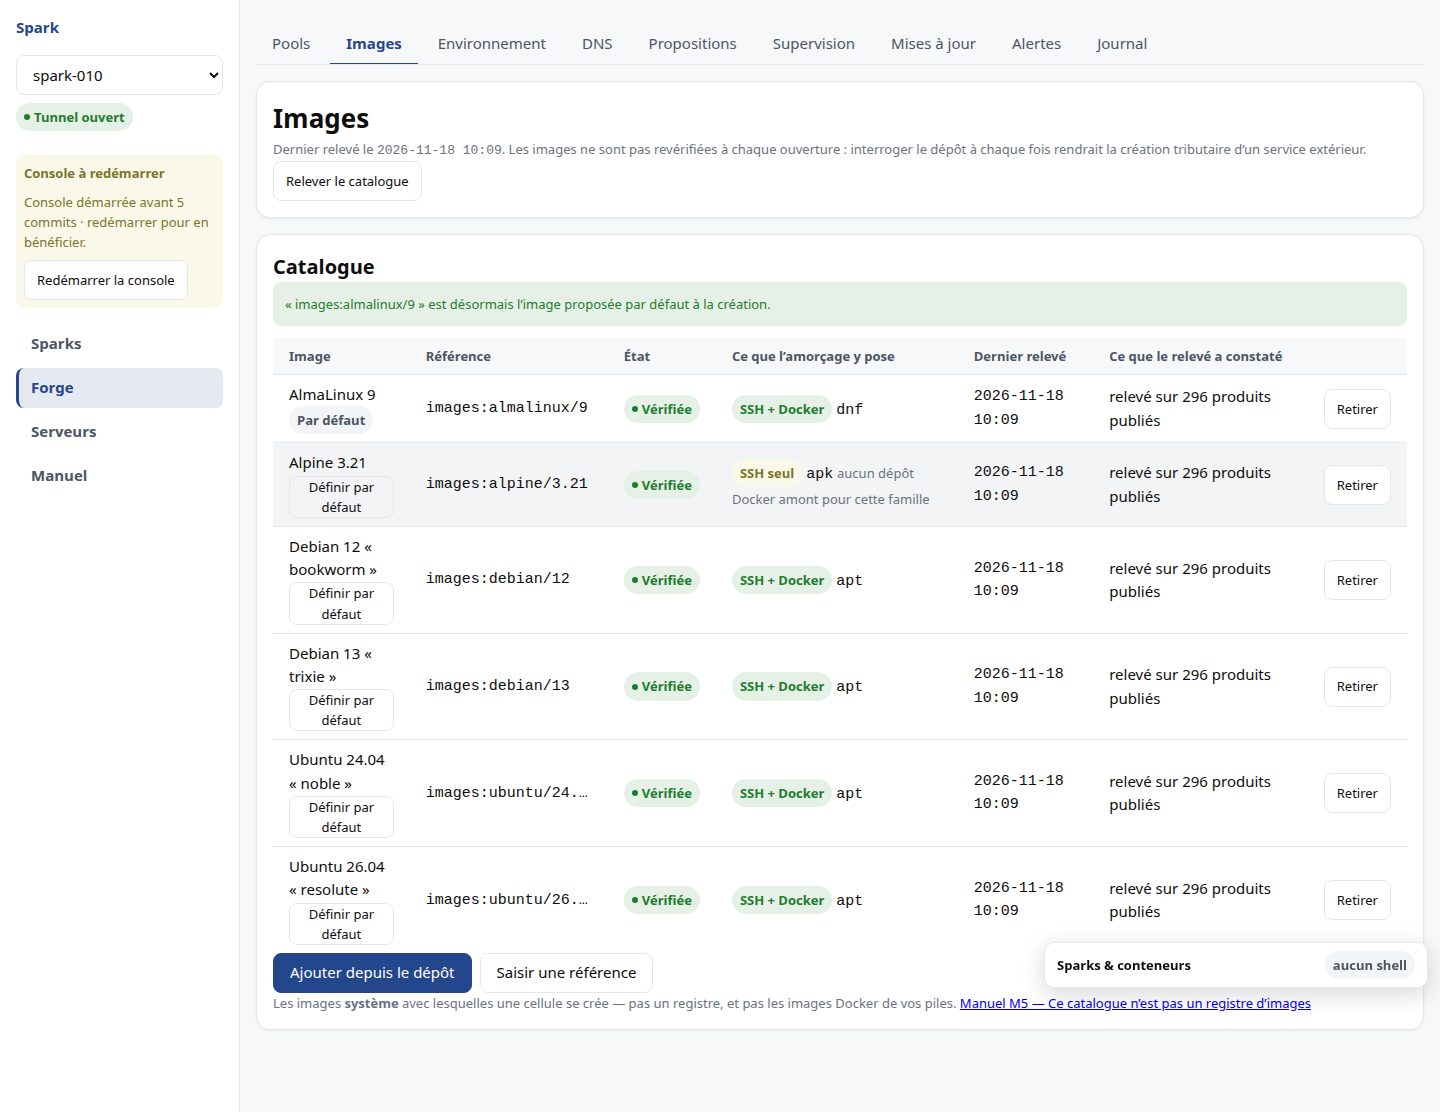 Spark
spark-010
Tunnel ouvert
Console à redémarrer
Console démarrée avant 5
commits · redémarrer pour en
bénéficier.
Redémarrer la console
Sparks
Forge
Serveurs
Manuel
Pools Images Environnement DNS Propositions Supervision Mises à jour Alertes Journal
Images
Dernier relevé le 2026-11-18 10:09. Les images ne sont pas revérifiées à chaque ouverture : interroger le dépôt à chaque fois rendrait la création tributaire d'un service extérieur.
Relever le catalogue
Catalogue
« images:almalinux/9 » est désormais l'image proposée par défaut à la création.
Image Référence État Ce que l'amorçage y pose Dernier relevé Ce que le relevé a constaté
AlmaLinux 9
Par défaut
images:almalinux/9
Vérifiée
SSH + Docker dnf
2026-11-18
10:09
relevé sur 296 produits
publiés
Retirer
Alpine 3.21
Définir par
défaut
images:alpine/3.21
Vérifiée
SSH seul apk aucun dépôt
Docker amont pour cette famille
2026-11-18
10:09
relevé sur 296 produits
publiés
Retirer
Debian 12 «
bookworm »
Définir par
défaut
images:debian/12
Vérifiée
SSH + Docker apt
2026-11-18
10:09
relevé sur 296 produits
publiés
Retirer
Debian 13 «
trixie »
Définir par
défaut
images:debian/13
Vérifiée
SSH + Docker apt
2026-11-18
10:09
relevé sur 296 produits
publiés
Retirer
Ubuntu 24.04
« noble »
Définir par
défaut
images:ubuntu/24.…
Vérifiée
SSH + Docker apt
2026-11-18
10:09
relevé sur 296 produits
publiés
Retirer
Ubuntu 26.04
« resolute »
Définir par
défaut
images:ubuntu/26.…
Vérifiée
SSH + Docker apt
2026-11-18
10:09
relevé sur 296 produits
publiés
Retirer
Ajouter depuis le dépôt
Saisir une référence
Sparks & conteneurs aucun shell
Les images système avec lesquelles une cellule se crée — pas un registre, et pas les images Docker de vos piles. Manuel M5 — Ce catalogue n'est pas un registre d'images